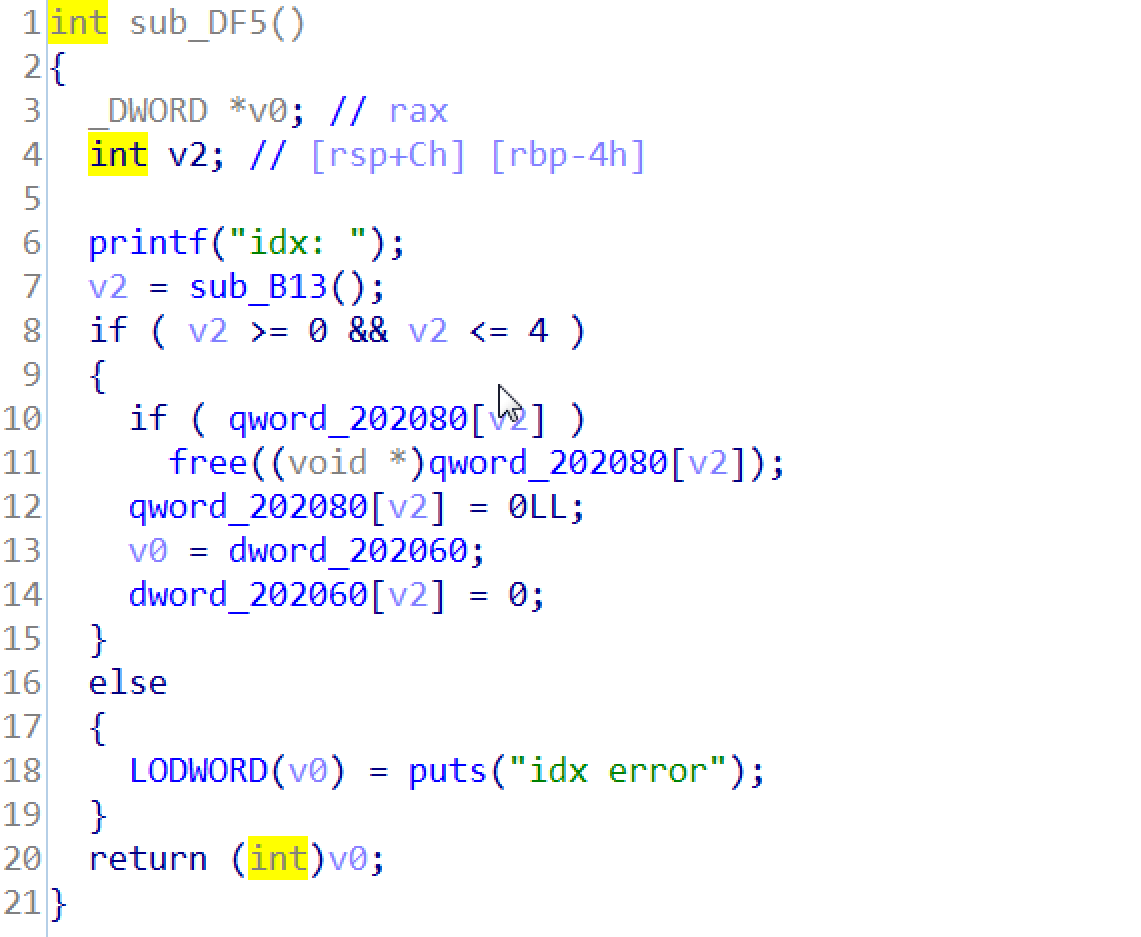 1 int sub_DF5()
2 {
3   _DWORD *v0; // rax
4   int v2; // [rsp+Ch] [rbp-4h]
5
6   printf("idx: ");
7   v2 = sub_B13();
8   if ( v2 >= 0 && v2 <= 4 )
9   {
10     if ( qword_202080[v2] )
11       free((void *)qword_202080[v2]);
12     qword_202080[v2] = 0LL;
13     v0 = dword_202060;
14     dword_202060[v2] = 0;
15   }
16   else
17   {
18     LODWORD(v0) = puts("idx error");
19   }
20   return (int)v0;
21 }